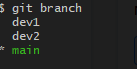 $ git branch
  dev1
  dev2
* main